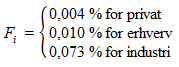 0,004 % for privat
F_i = { 0,010 % for erhverv
0,073 % for industri